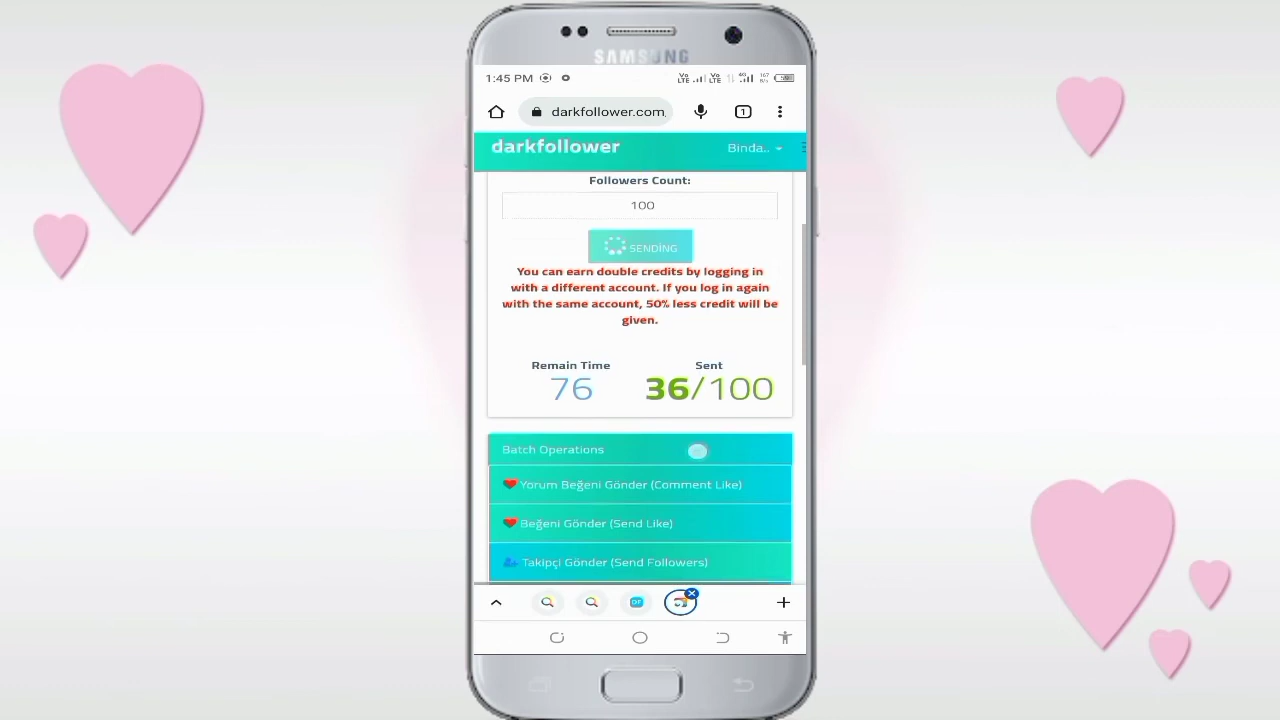 SAMSUNG
1:45 PM
darkfollower.com
1
darkfollower
Binda..
Followers Count:
100
SENDİNG
You can earn double credits by logging in
with a different account. If you log in again
with the same account, 50% less credit will be
given.
Remain Time
Sent
76
36/100
Batch Operations
Yorum Beğeni Gönder (Comment Like)
Beğeni Gönder (Send Like)
Takipçi Gönder (Send Followers)